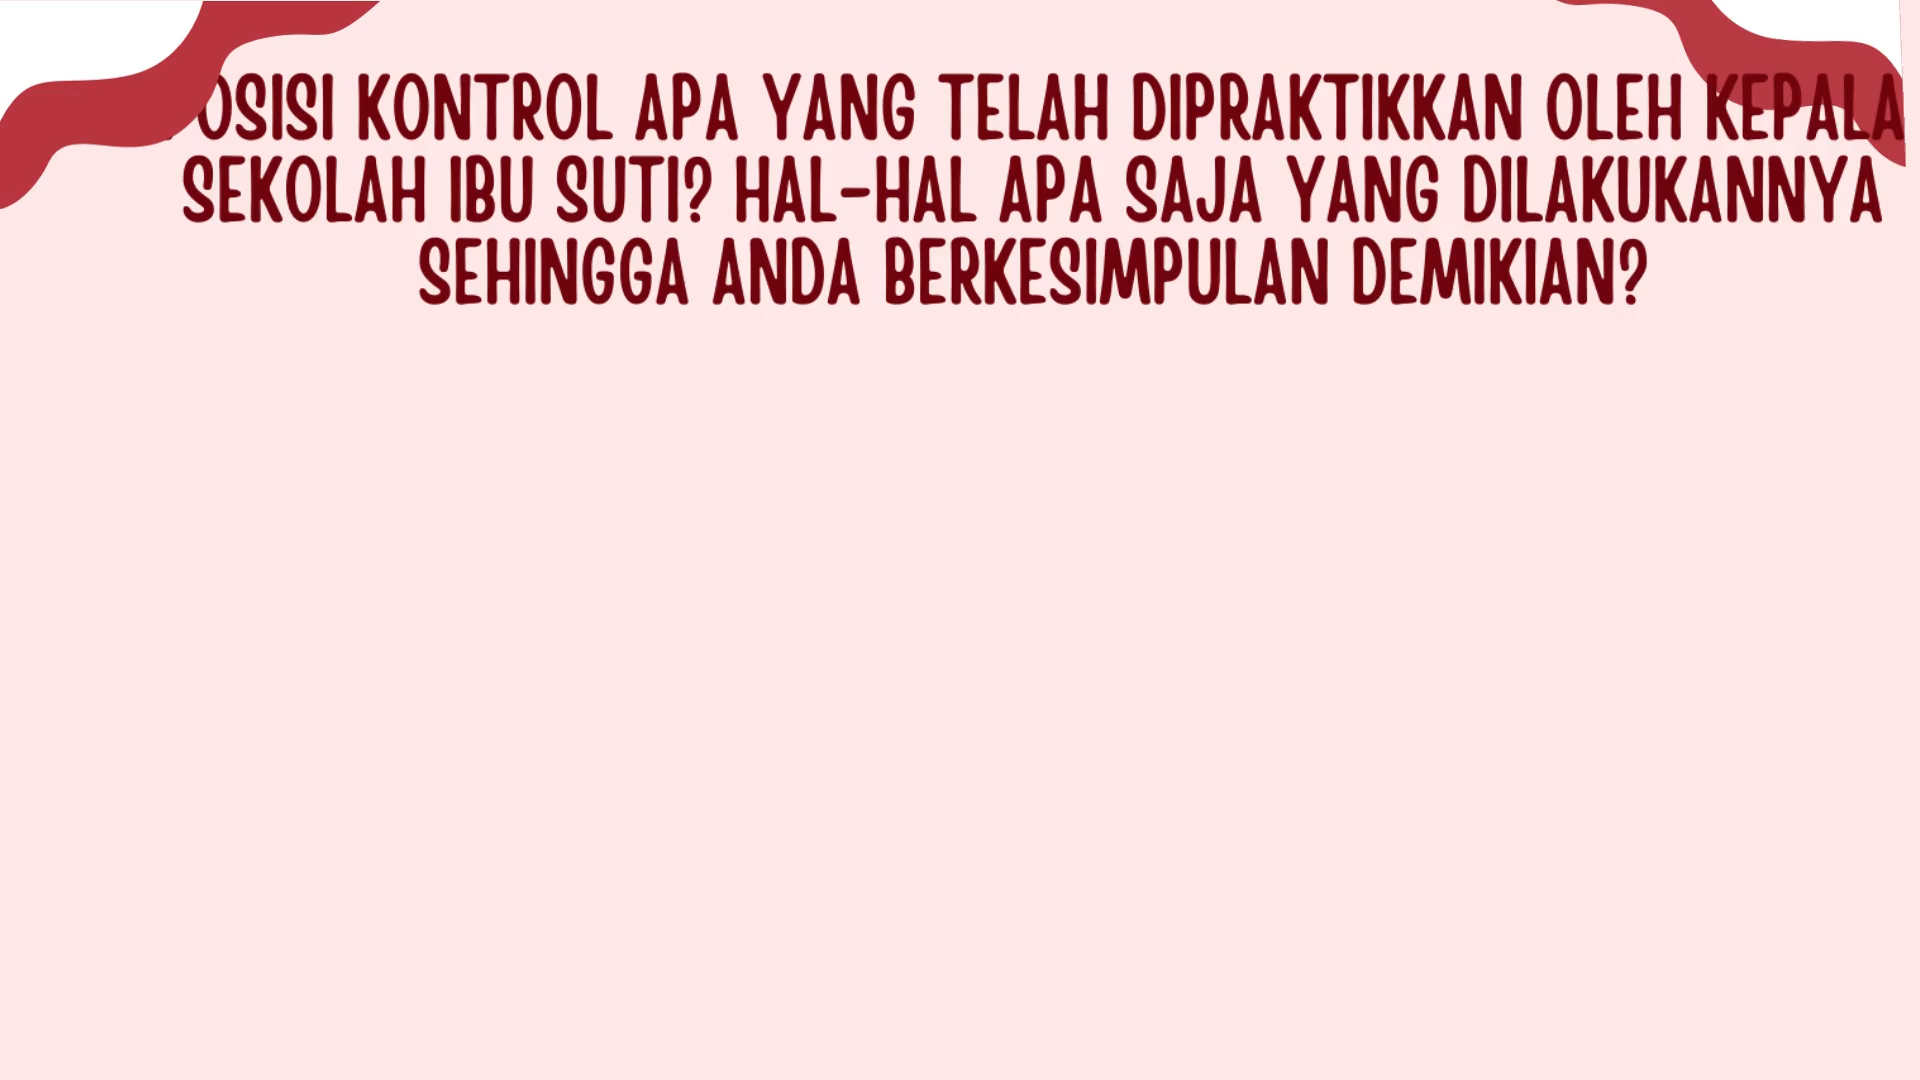 POSISI KONTROL APA YANG TELAH DIPRAKTIKKAN OLEH KEPALA
SEKOLAH IBU SUTI? HAL-HAL APA SAJA YANG DILAKUKANNYA
SEHINGGA ANDA BERKESIMPULAN DEMIKIAN?